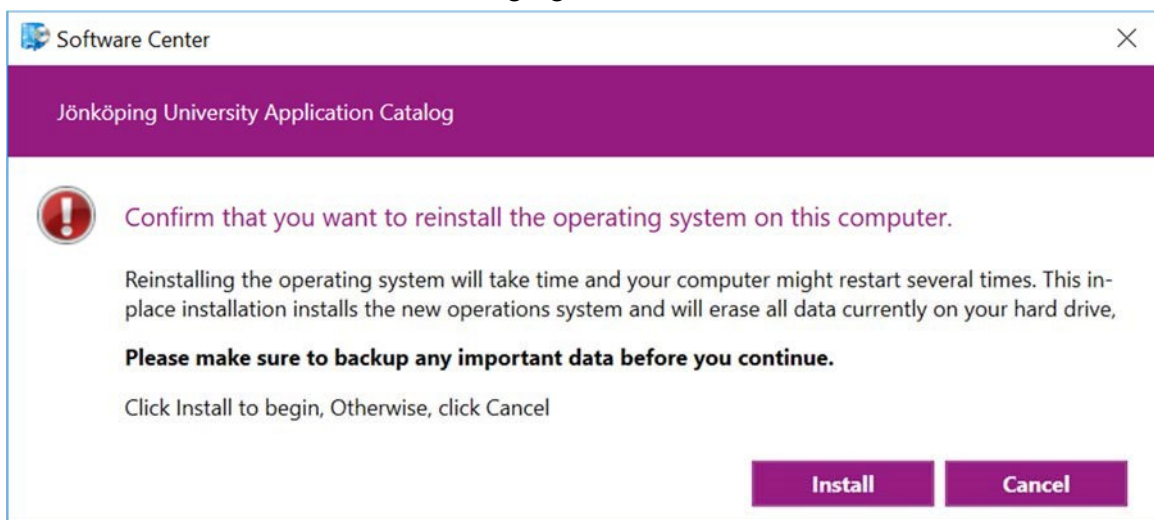 Software Center
Jönköping University Application Catalog
Confirm that you want to reinstall the operating system on this computer.
Reinstalling the operating system will take time and your computer might restart several times. This in-
place installation installs the new operations system and will erase all data currently on your hard drive,
Please make sure to backup any important data before you continue.
Click Install to begin, Otherwise, click Cancel
Install Cancel